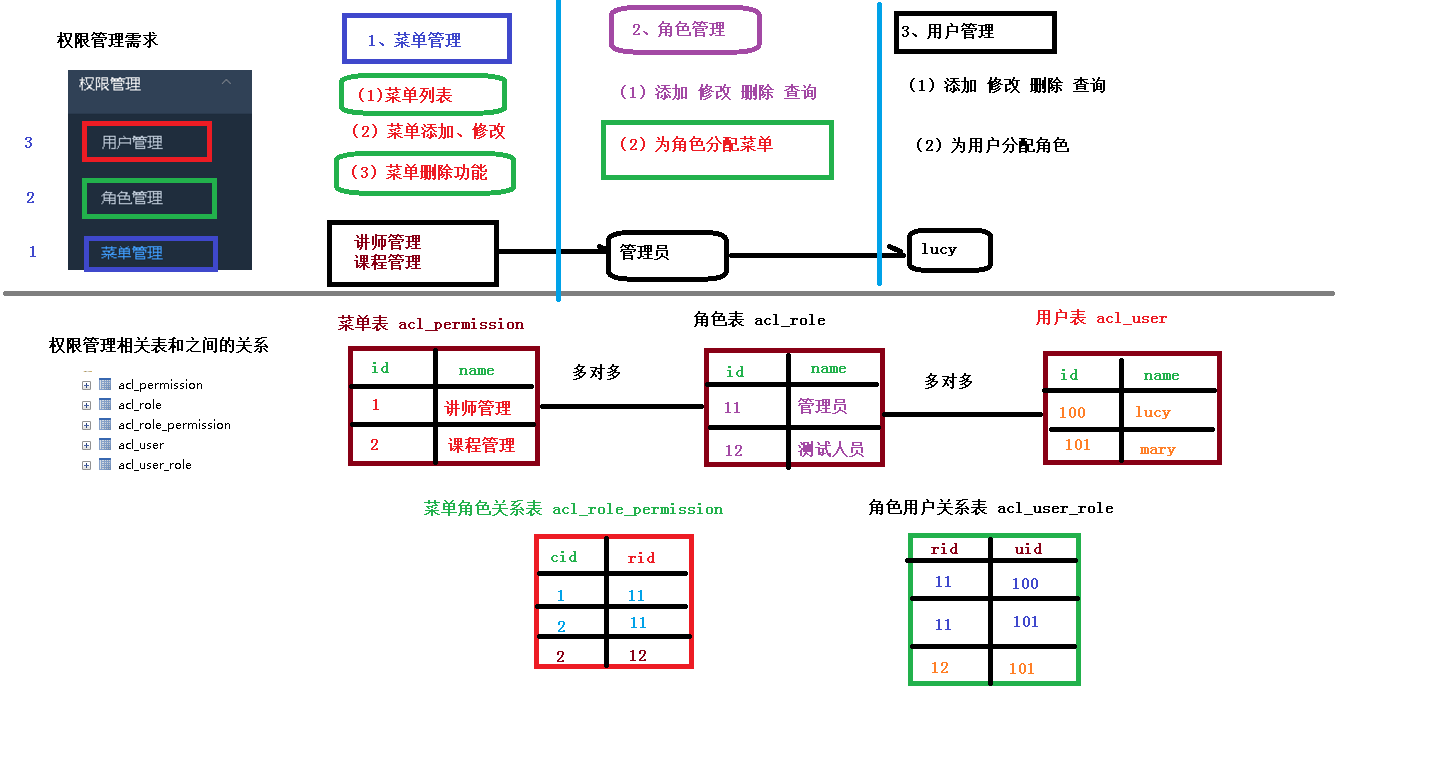 权限管理需求
权限管理
3
用户管理
2
角色管理
1
菜单管理
1、菜单管理
(1)菜单列表
(2) 菜单添加、修改
(3) 菜单删除功能
讲师管理
课程管理
2、角色管理
(1) 添加 修改 删除 查询
(2) 为角色分配菜单
管理员
3、用户管理
(1) 添加 修改 删除 查询
(2) 为用户分配角色
lucy
权限管理相关表和之间的关系
acl_permission
acl_role
acl_role_permission
acl_user
acl_user_role
菜单表 acl_permission
id name
1 讲师管理
2 课程管理
多对多
角色表 acl_role
id name
11 管理员
12 测试人员
多对多
用户表 acl_user
id name
100 lucy
101 mary
菜单角色关系表 acl_role_permission
cid rid
1 11
2 11
2 12
角色用户关系表 acl_user_role
rid uid
11 100
11 101
12 101